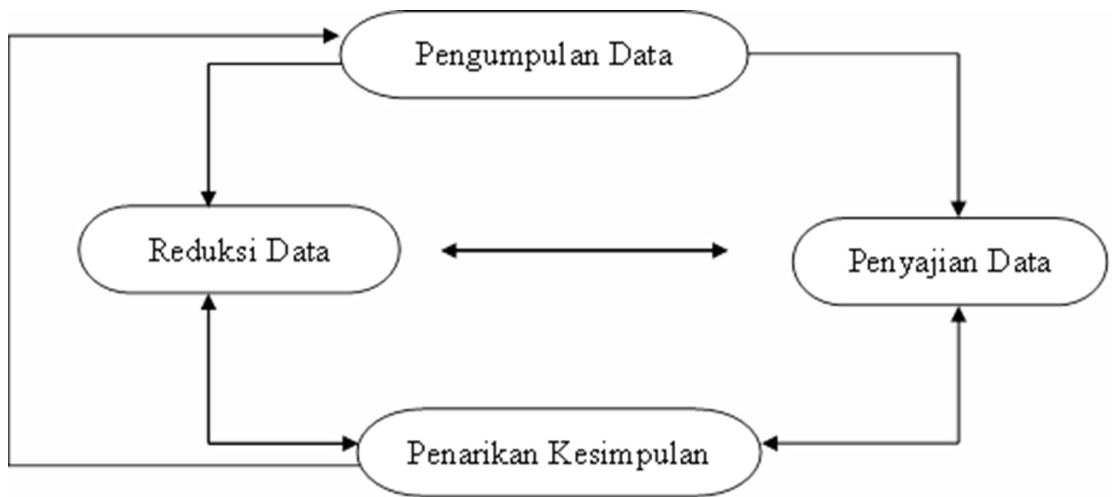 Pengumpulan Data
Reduksi Data
Penyajian Data
Penarikan Kesimpulan